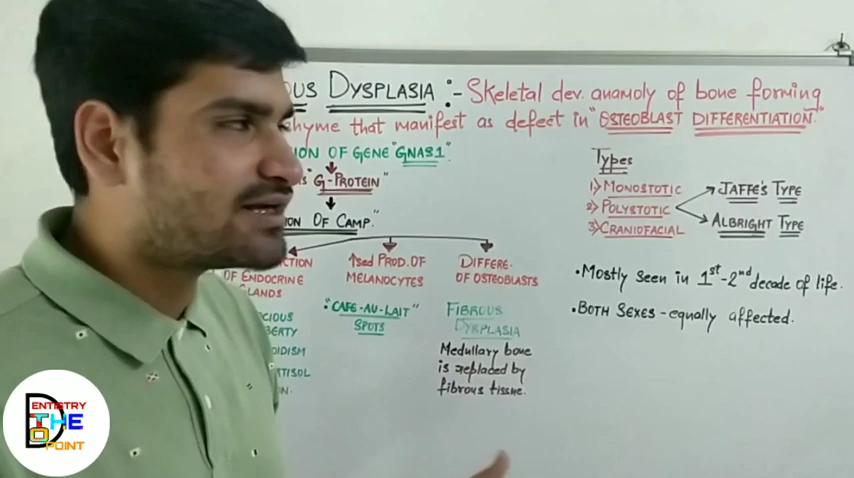 OUS DYSPLASIA :- Skeletal dev. anamoly of bone forming
hyme that manifest as defect in "OSTEOBLAST DIFFERENTIATION."
ION OF GENE "GNAS1".
"G-PROTEIN"
ION OF CAMP."
CTION
OF ENDOCRINE
GLANDS
CIOUS
BERTY
OIDISM
RTISOL
N.
↑sed PROD. OF
MELANOCYTES
"CAFE-AU-LAIT"
SPOTS
DIFFERE.
OF OSTEOBLASTS
FIBROUS
DYSPLASIA
Medullary bone
is replaced by
fibrous tissue.
Types
1) MONOSTOTIC
2) POLYSTOTIC
3) CRANIOFACIAL
JAFFE'S TYPE
ALBRIGHT TYPE
• Mostly seen in 1st-2nd decade of life.
• BOTH SEXES - equally affected.
DENTISTRY
THE
TO
POINT